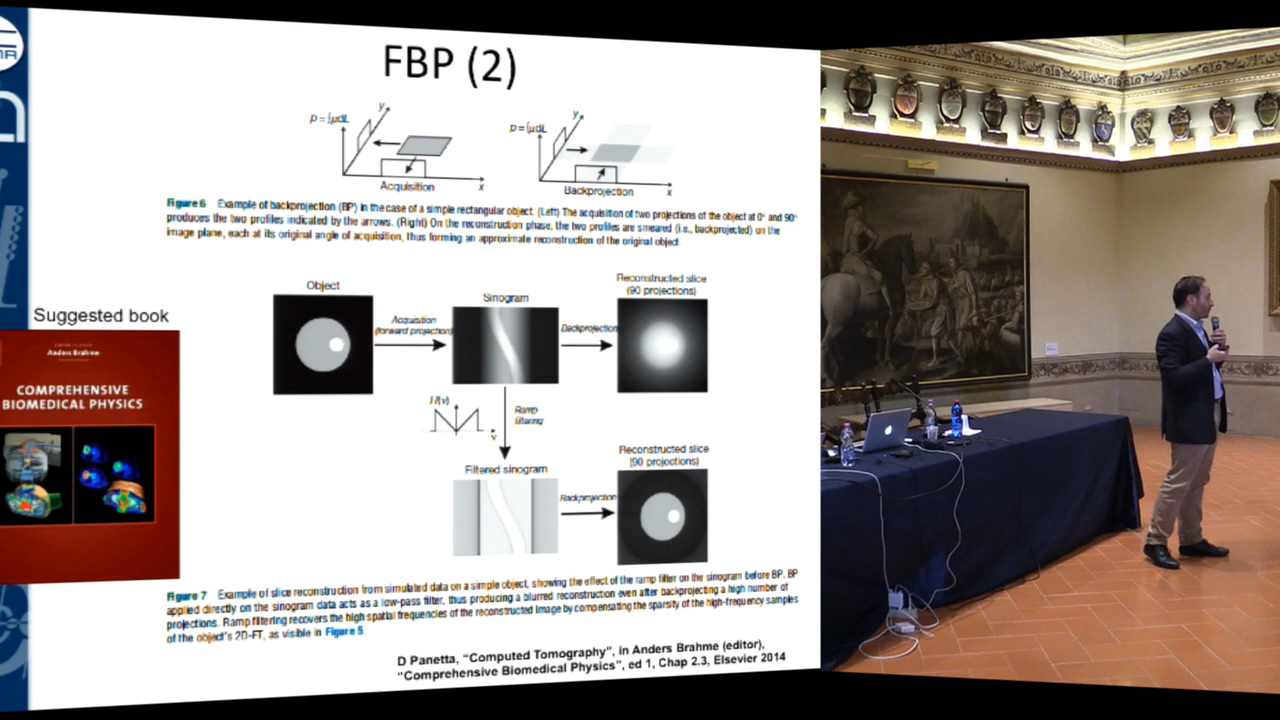 FBP (2)
y
p = ∫μdL
Acquisition
x
y
p = ∫μdL
Backprojection
x
Figure 6 Example of backprojection (BP) in the case of a simple rectangular object. (Left) The acquisition of two projections of the object at 0° and 90°
produces the two profiles indicated by the arrows. (Right) On the reconstruction phase, the two profiles are smeared (i.e., backprojected) on the
image plane, each at its original angle of acquisition, thus forming an approximate reconstruction of the original object.
Object
Acquisition
(forward projection)
Sinogram
Backprojection
Reconstructed slice
(90 projections)
H(ν)
ν
Ramp
filtering
Filtered sinogram
Backprojection
Reconstructed slice
(90 projections)
Suggested book
Anders Brahme
COMPREHENSIVE
BIOMEDICAL PHYSICS
Figure 7 Example of slice reconstruction from simulated data on a simple object, showing the effect of the ramp filter on the sinogram before BP. BP
applied directly on the sinogram data acts as a low-pass filter, thus producing a blurred reconstruction even after backprojecting a high number of
projections. Ramp filtering recovers the high spatial frequencies of the reconstructed image by compensating the sparsity of the high-frequency samples
of the object's 2D-FT, as visible in Figure 5.
D Panetta, “Computed Tomography”, in Anders Brahme (editor),
“Comprehensive Biomedical Physics”, ed 1, Chap 2.3, Elsevier 2014